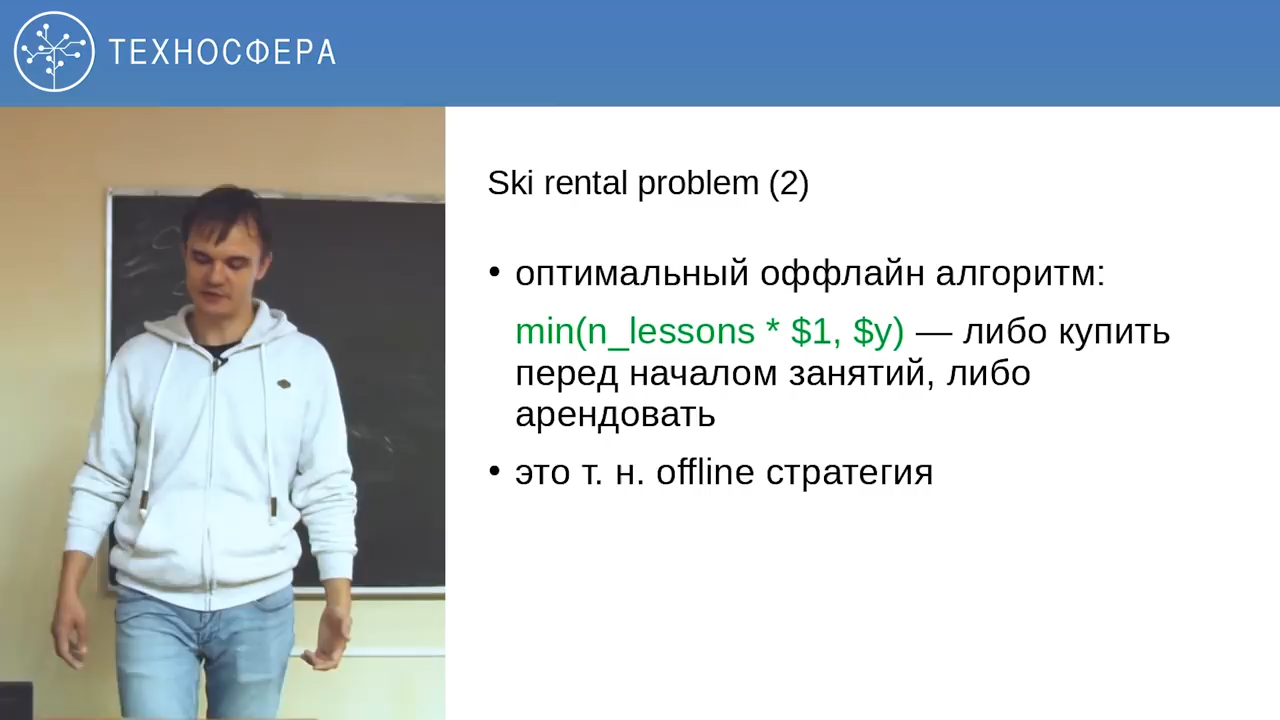 ТЕХНОСФЕРА
Ski rental problem (2)
• оптимальный оффлайн алгоритм:
min(n_lessons * $1, $y) — либо купить
перед началом занятий, либо
арендовать
• это т. н. offline стратегия